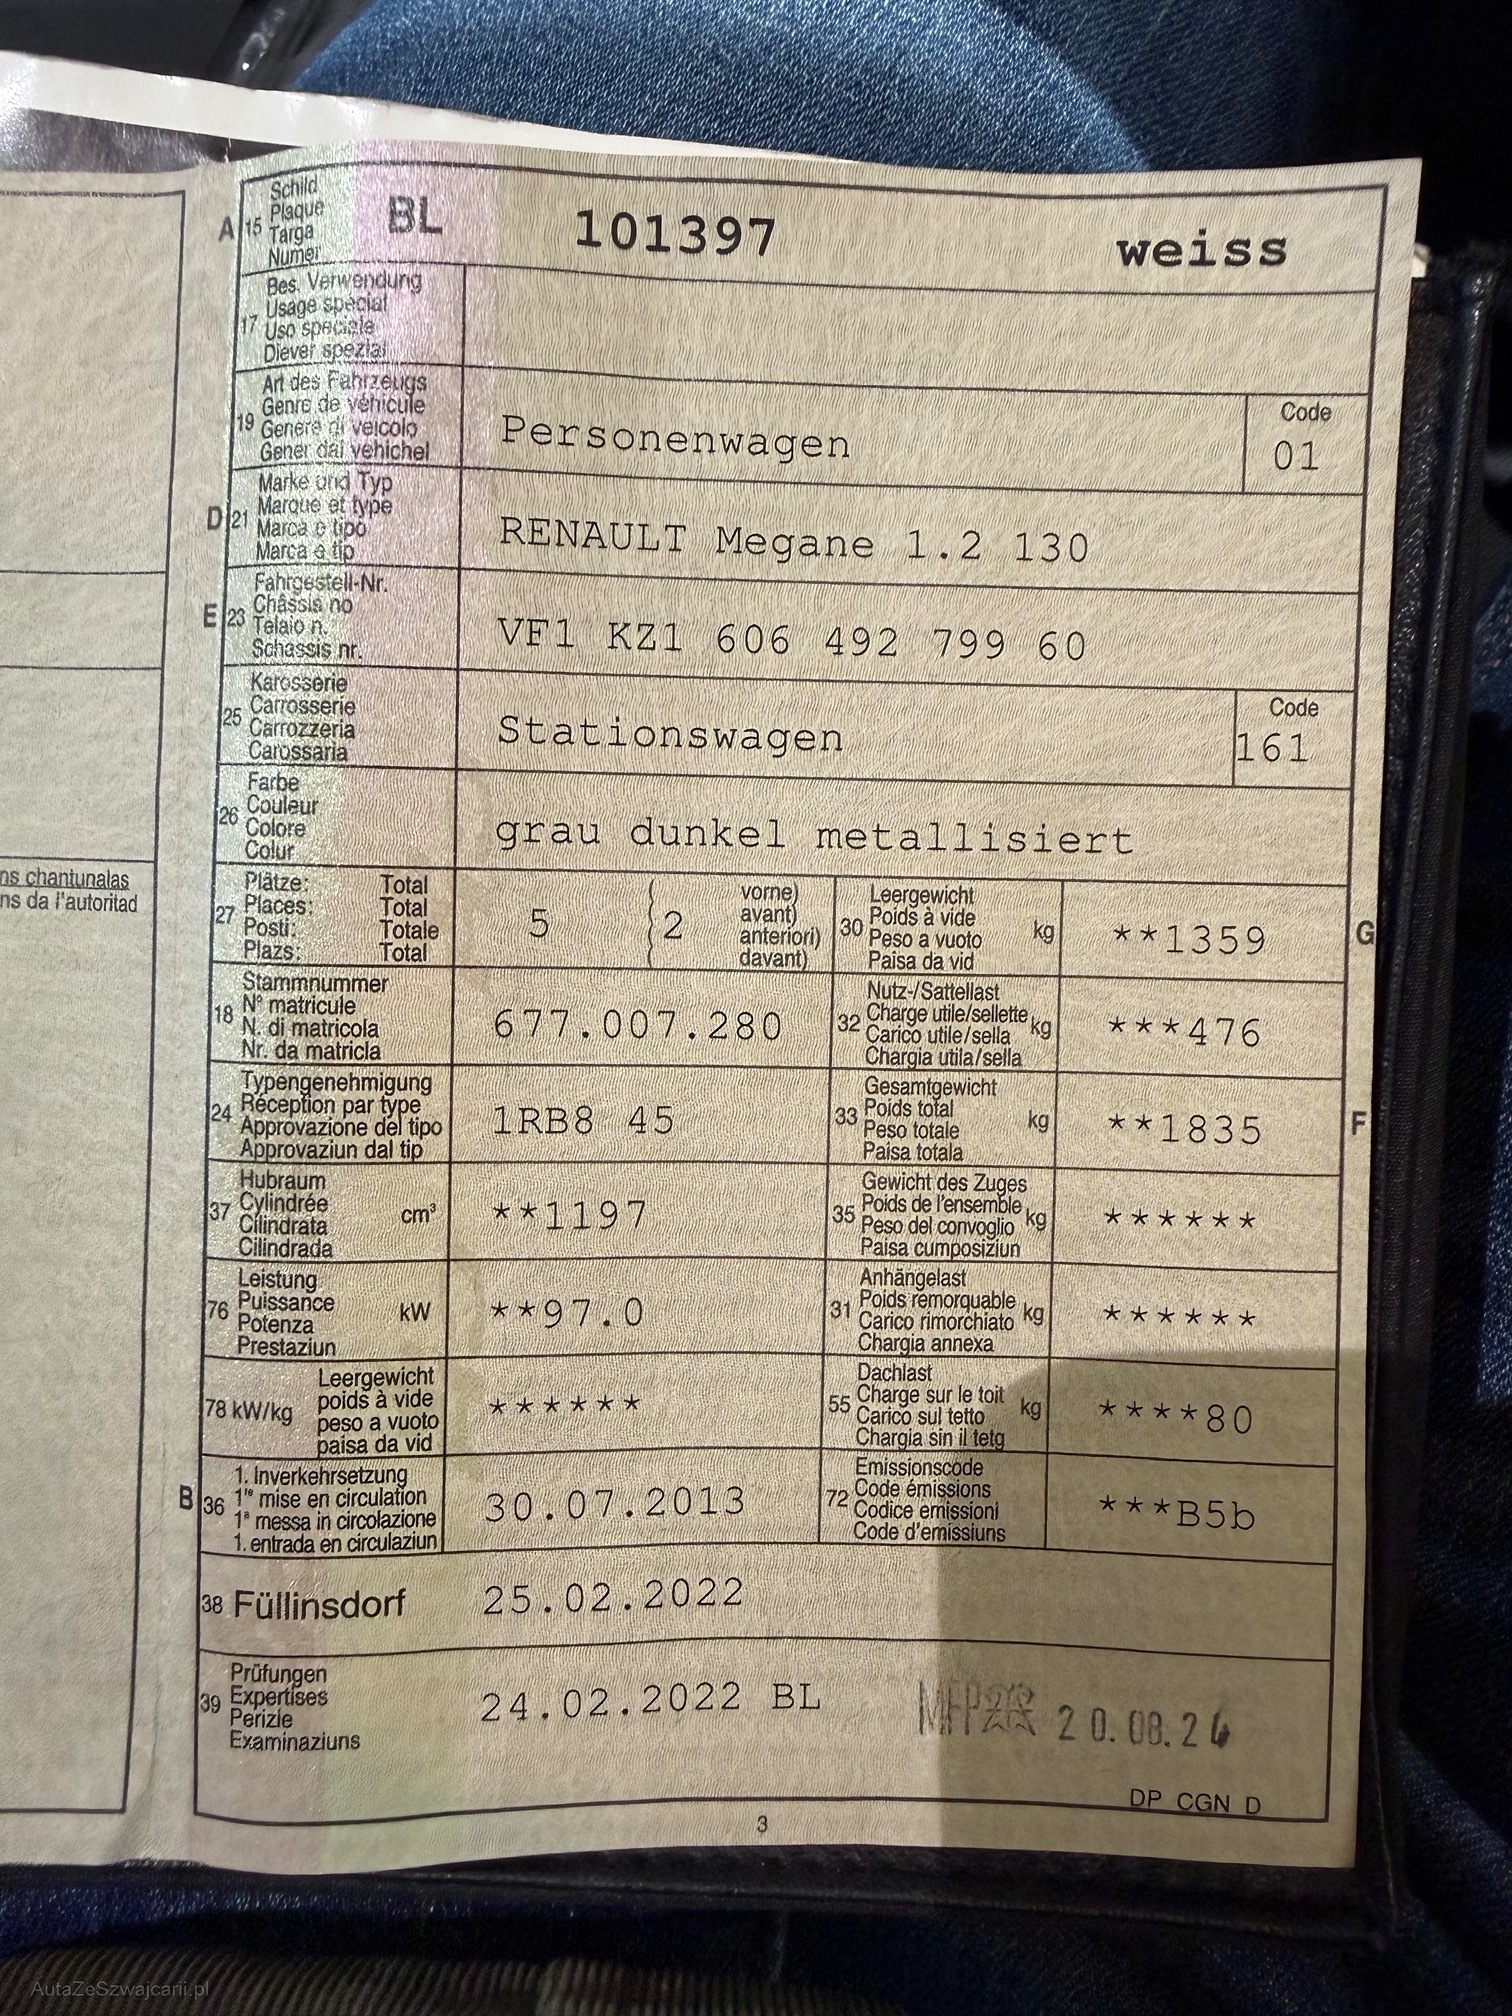 A 15 Schild Plaque Targa Numer BL 101397 weiss
17 Bes. Verwendung Usage spécial Uso speciale Diever spezial
19 Art des Fahrzeugs Genre de véhicule Genere di veicolo Gener dal vehichel Personenwagen Code 01
D 21 Marke und Typ Marque et type Marca e tipo Marca e tip RENAULT Megane 1.2 130
E 23 Fahrgestell-Nr. Châssis no Telaio n. Schassis nr. VF1 KZ1 606 492 799 60
25 Karosserie Carrosserie Carrozzeria Carossaria Stationswagen Code 161
26 Farbe Couleur Colore Colur grau dunkel metallisiert
ns chantunalas
ns da l'autoritad
27 Plätze: Total Places: Total Posti: Totale Plazs: Total 5 2 vorne) avant) anteriori) davant)
30 Leergewicht Poids à vide Peso a vuoto Paisa da vid kg **1359 G
18 Stammnummer N° matricule N. di matricola Nr. da matricla 677.007.280
32 Nutz-/Sattellast Charge utile/sellette Carico utile/sella Chargia utila/sella kg ***476
24 Typengenehmigung Réception par type Approvazione del tipo Approvaziun dal tip 1RB8 45
33 Gesamtgewicht Poids total Peso totale Paisa totala kg **1835 F
37 Hubraum Cylindrée Cilindrata Cilindrada cm³ **1197
35 Gewicht des Zuges Poids de l'ensemble Peso del convoglio Paisa cumposiziun kg ******
76 Leistung Puissance Potenza Prestaziun kW **97.0
31 Anhängelast Poids remorquable Carico rimorchiato Chargia annexa kg ******
78 kW/kg Leergewicht poids à vide peso a vuoto paisa da vid ******
55 Dachlast Charge sur le toit Carico sul tetto Chargia sin il tetg kg ****80
B 36 1. Inverkehrsetzung 1re mise en circulation 1a messa in circolazione 1. entrada en circulaziun 30.07.2013
72 Emissionscode Code émissions Codice emissioni Code d'emissiuns ***B5b
38 Füllinsdorf 25.02.2022
39 Prüfungen Expertises Perizie Examinaziuns 24.02.2022 BL 20.08.24
DP CGN D
3
AutaZeSzwajcarii.pl